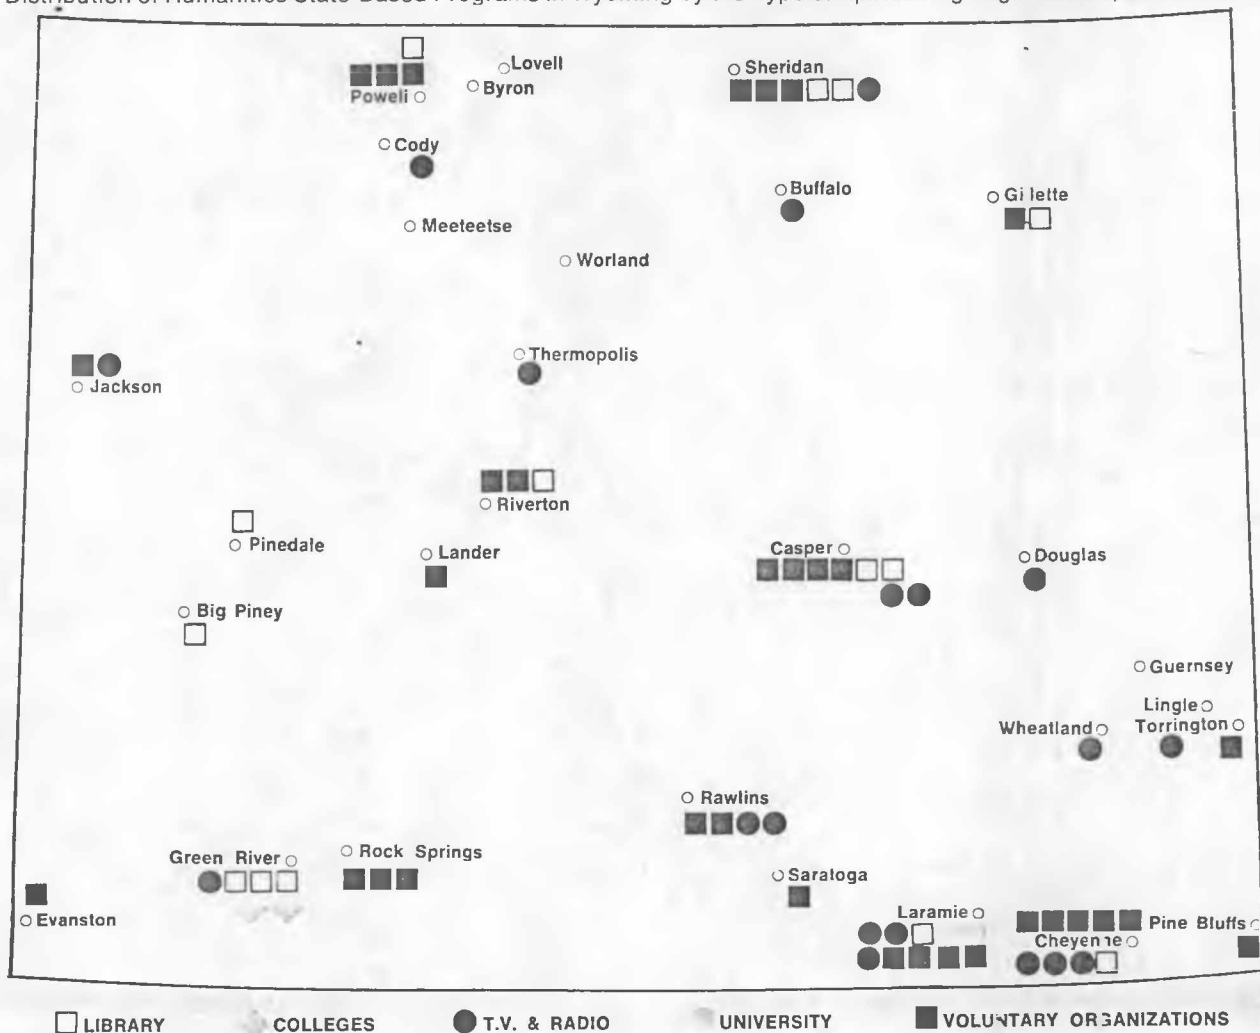 Lovell
Byron
Powell
Sheridan
Cody
Buffalo
Gillette
Meeteetse
Worland
Thermopolis
Jackson
Riverton
Pinedale
Lander
Casper
Douglas
Big Piney
Guernsey
Lingle
Wheatland
Torrington
Rawlins
Green River
Rock Springs
Saratoga
Evanston
Laramie
Pine Bluffs
Cheyenne
LIBRARY COLLEGES T.V. & RADIO UNIVERSITY VOLUNTARY ORGANIZATIONS